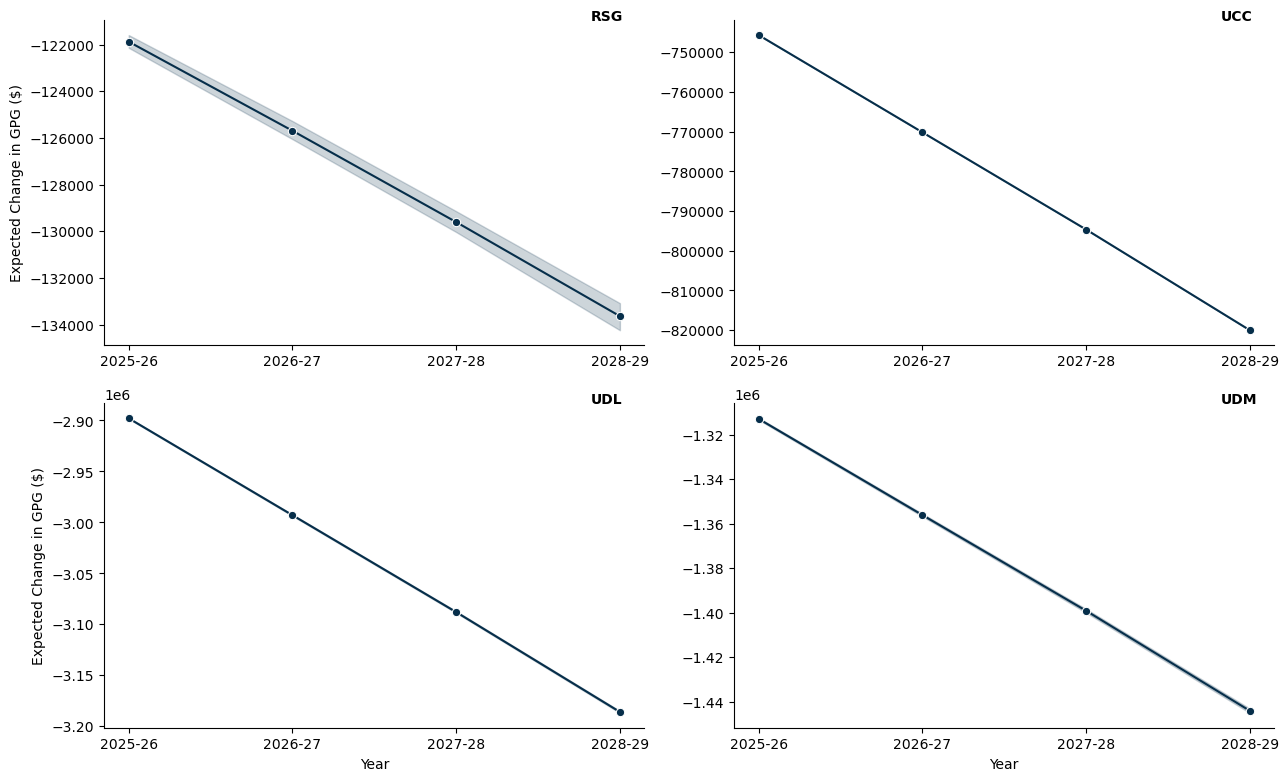 RSG
Expected Change in GPG ($)
−122000
−124000
−126000
−128000
−130000
−132000
−134000
2025-26 2026-27 2027-28 2028-29
UCC
−750000
−760000
−770000
−780000
−790000
−800000
−810000
−820000
2025-26 2026-27 2027-28 2028-29
1e6
UDL
Expected Change in GPG ($)
−2.90
−2.95
−3.00
−3.05
−3.10
−3.15
−3.20
2025-26 2026-27 2027-28 2028-29
Year
1e6
UDM
−1.32
−1.34
−1.36
−1.38
−1.40
−1.42
−1.44
2025-26 2026-27 2027-28 2028-29
Year